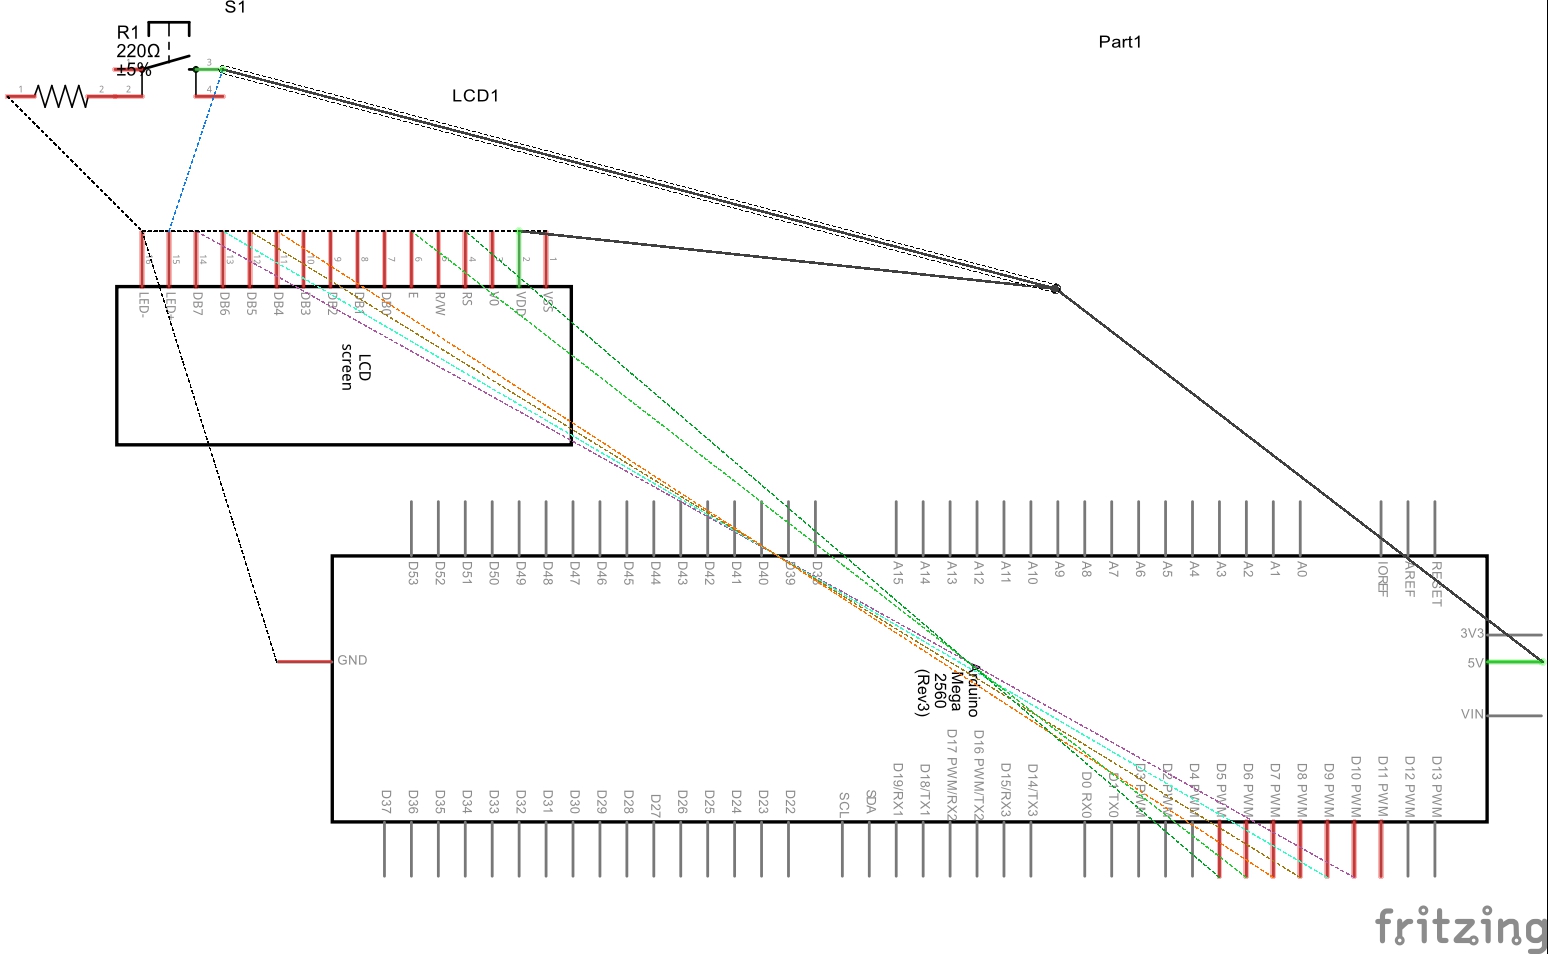 S1
R1
220Ω
±5%
Part1
LCD1
3
4
1
2
2
15
14
13
12
11
10
9
8
7
6
5
4
2
1
LED-
DB7
DB6
DB5
DB4
DB3
DB2
DB1
DB0
E
R/W
RS
V0
VDD
VSS
LCD
screen
D53
D52
D51
D50
D49
D48
D47
D46
D45
D44
D43
D42
D41
D40
D39
D38
A15
A14
A13
A12
A11
A10
A9
A8
A7
A6
A5
A4
A3
A2
A1
A0
IOREF
AREF
RESET
GND
3V3
5V
VIN
Arduino
Mega
2560
(Rev3)
D37
D36
D35
D34
D33
D32
D31
D30
D29
D28
D27
D26
D25
D24
D23
D22
SCL
SDA
D19/RX1
D18/TX1
D17 PWM/RX2
D16 PWM/TX2
D15/RX3
D14/TX3
D0 RX0
D1 TX0
D3 PWM
D2 PWM
D4 PWM
D5 PWM
D6 PWM
D7 PWM
D8 PWM
D9 PWM
D10 PWM
D11 PWM
D12 PWM
D13 PWM
fritzing